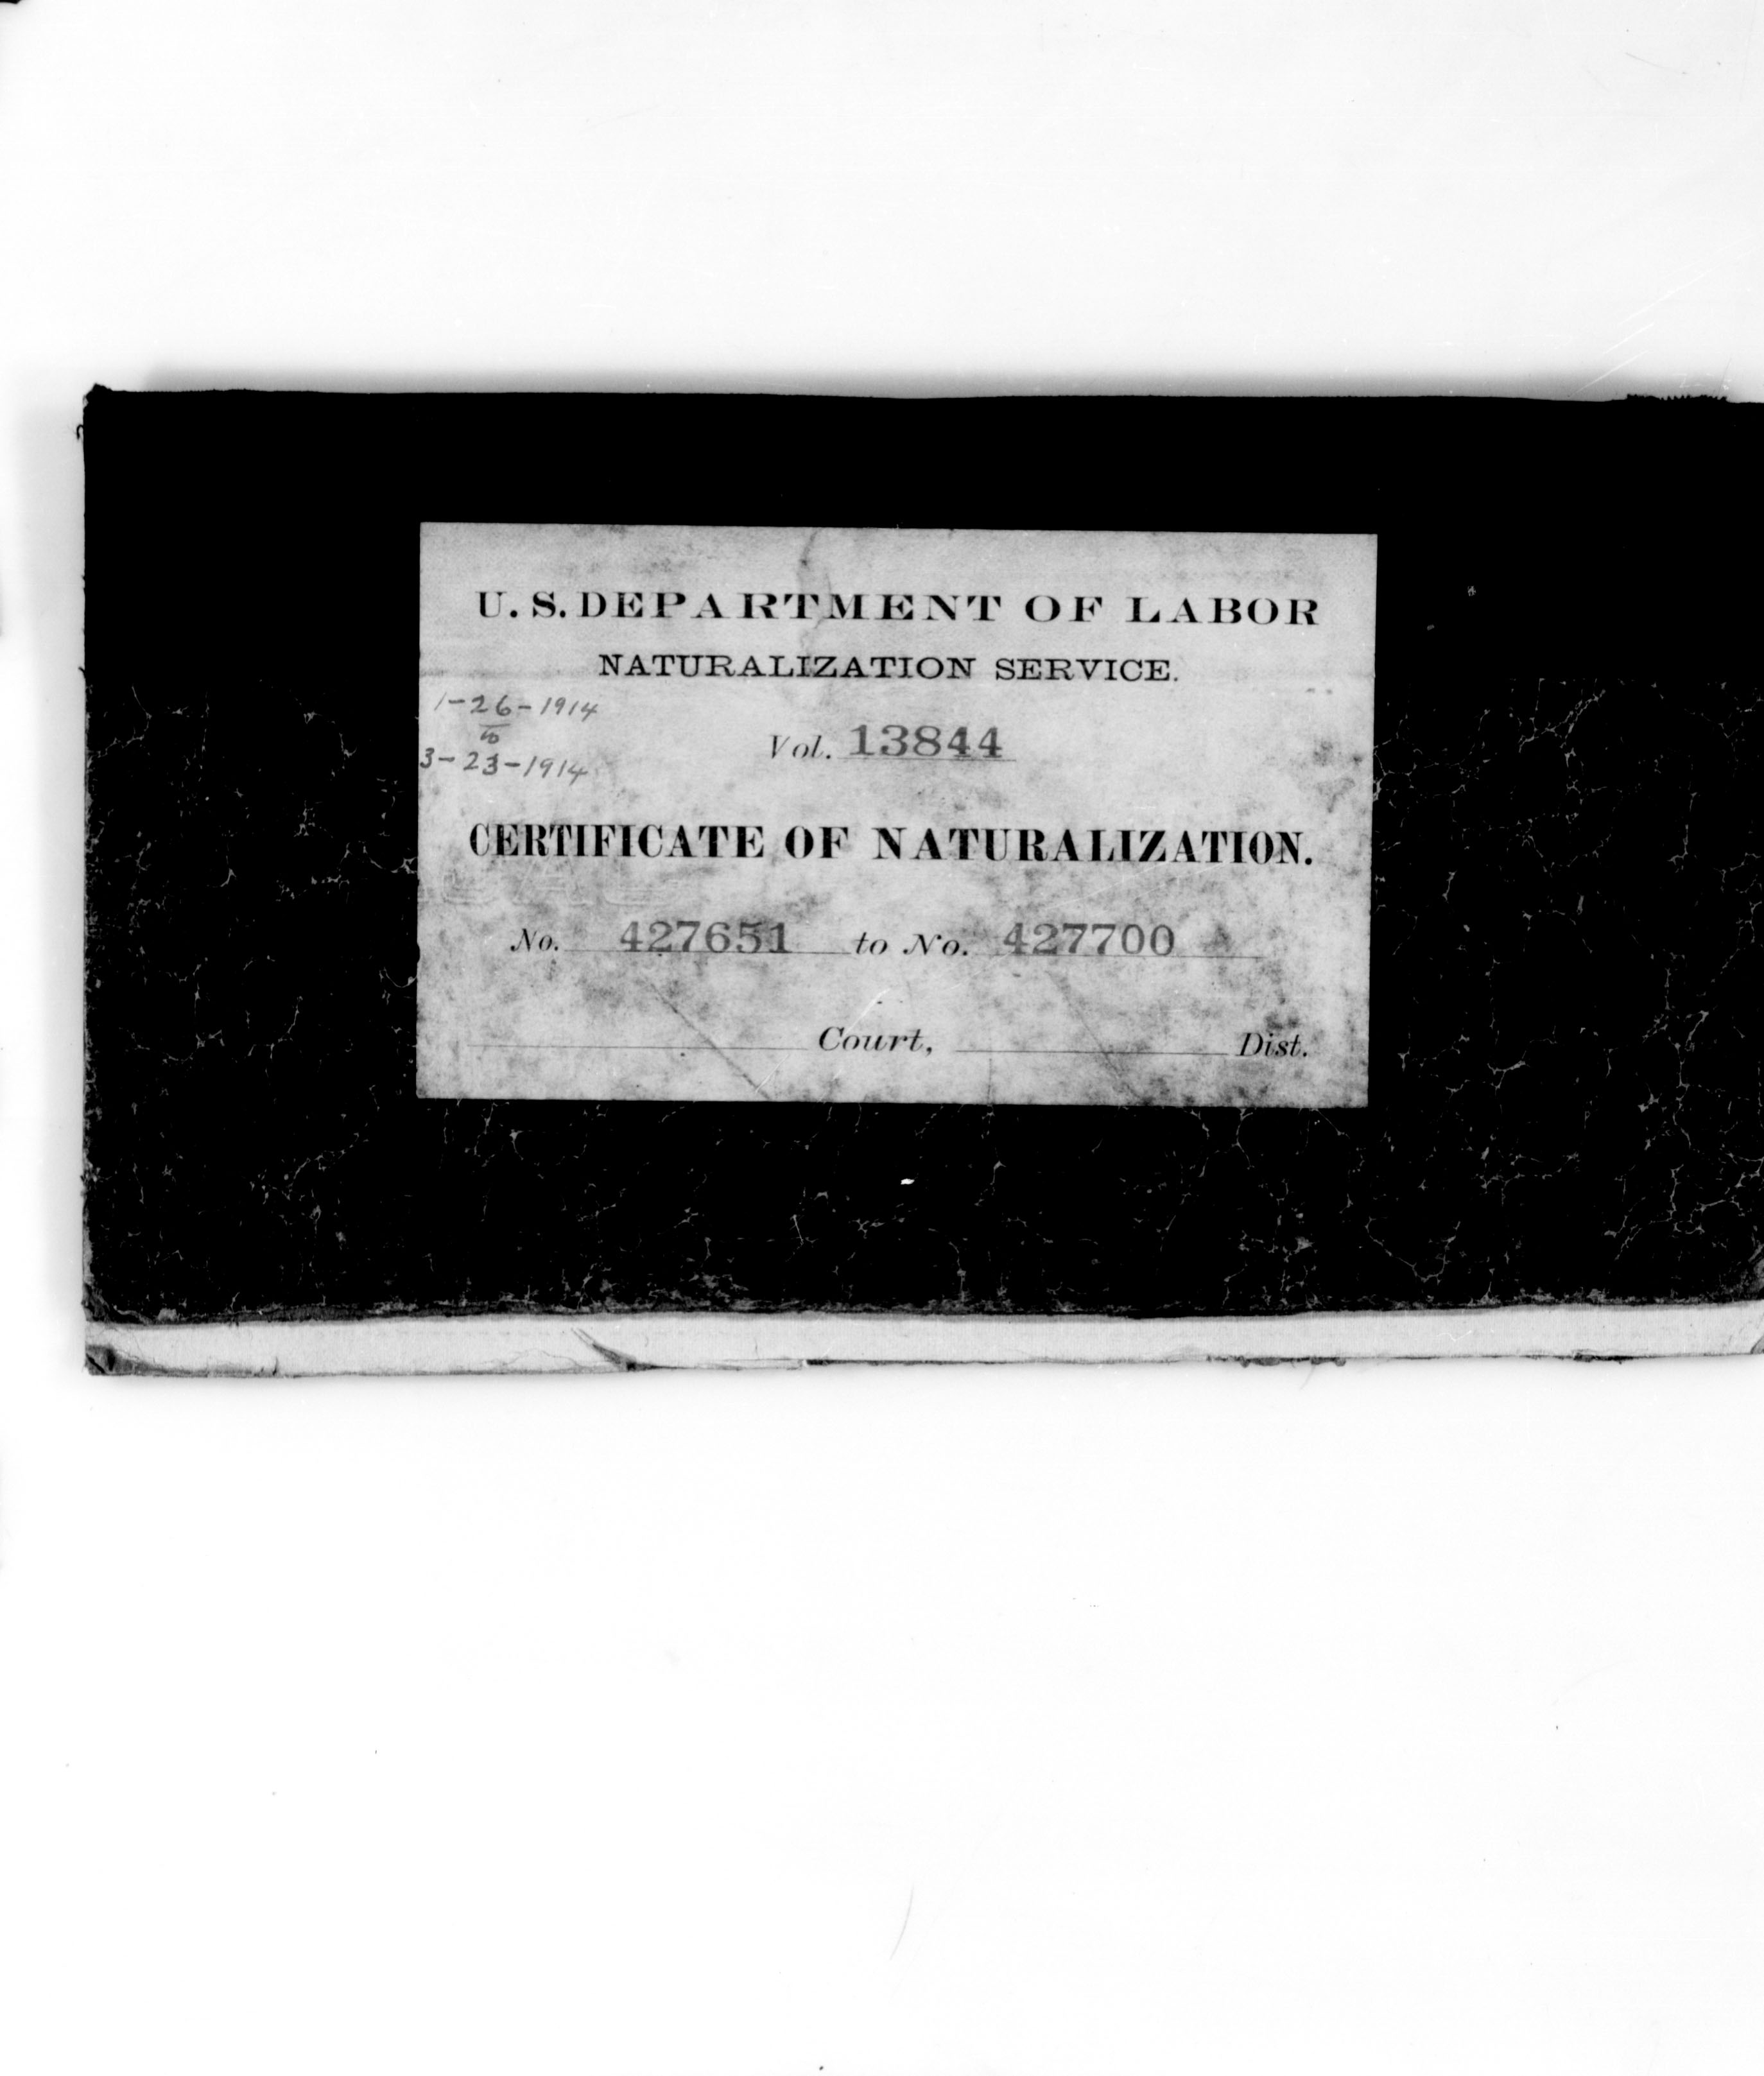 U. S. DEPARTMENT OF LABOR
NATURALIZATION SERVICE.
1-26-1914
to
3-23-1914
Vol. 13844
CERTIFICATE OF NATURALIZATION.
No. 427651 to No. 427700
Court, Dist.